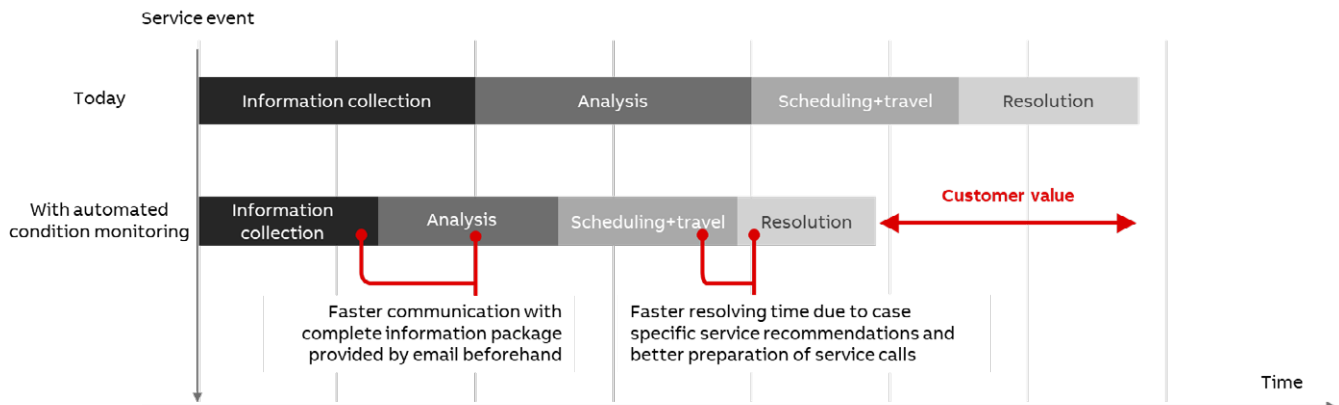 Service event
Today
Information collection
Analysis
Scheduling+travel
Resolution
With automated
condition monitoring
Information
collection
Analysis
Scheduling+travel
Resolution
Customer value
Faster communication with
complete information package
provided by email beforehand
Faster resolving time due to case
specific service recommendations and
better preparation of service calls
Time